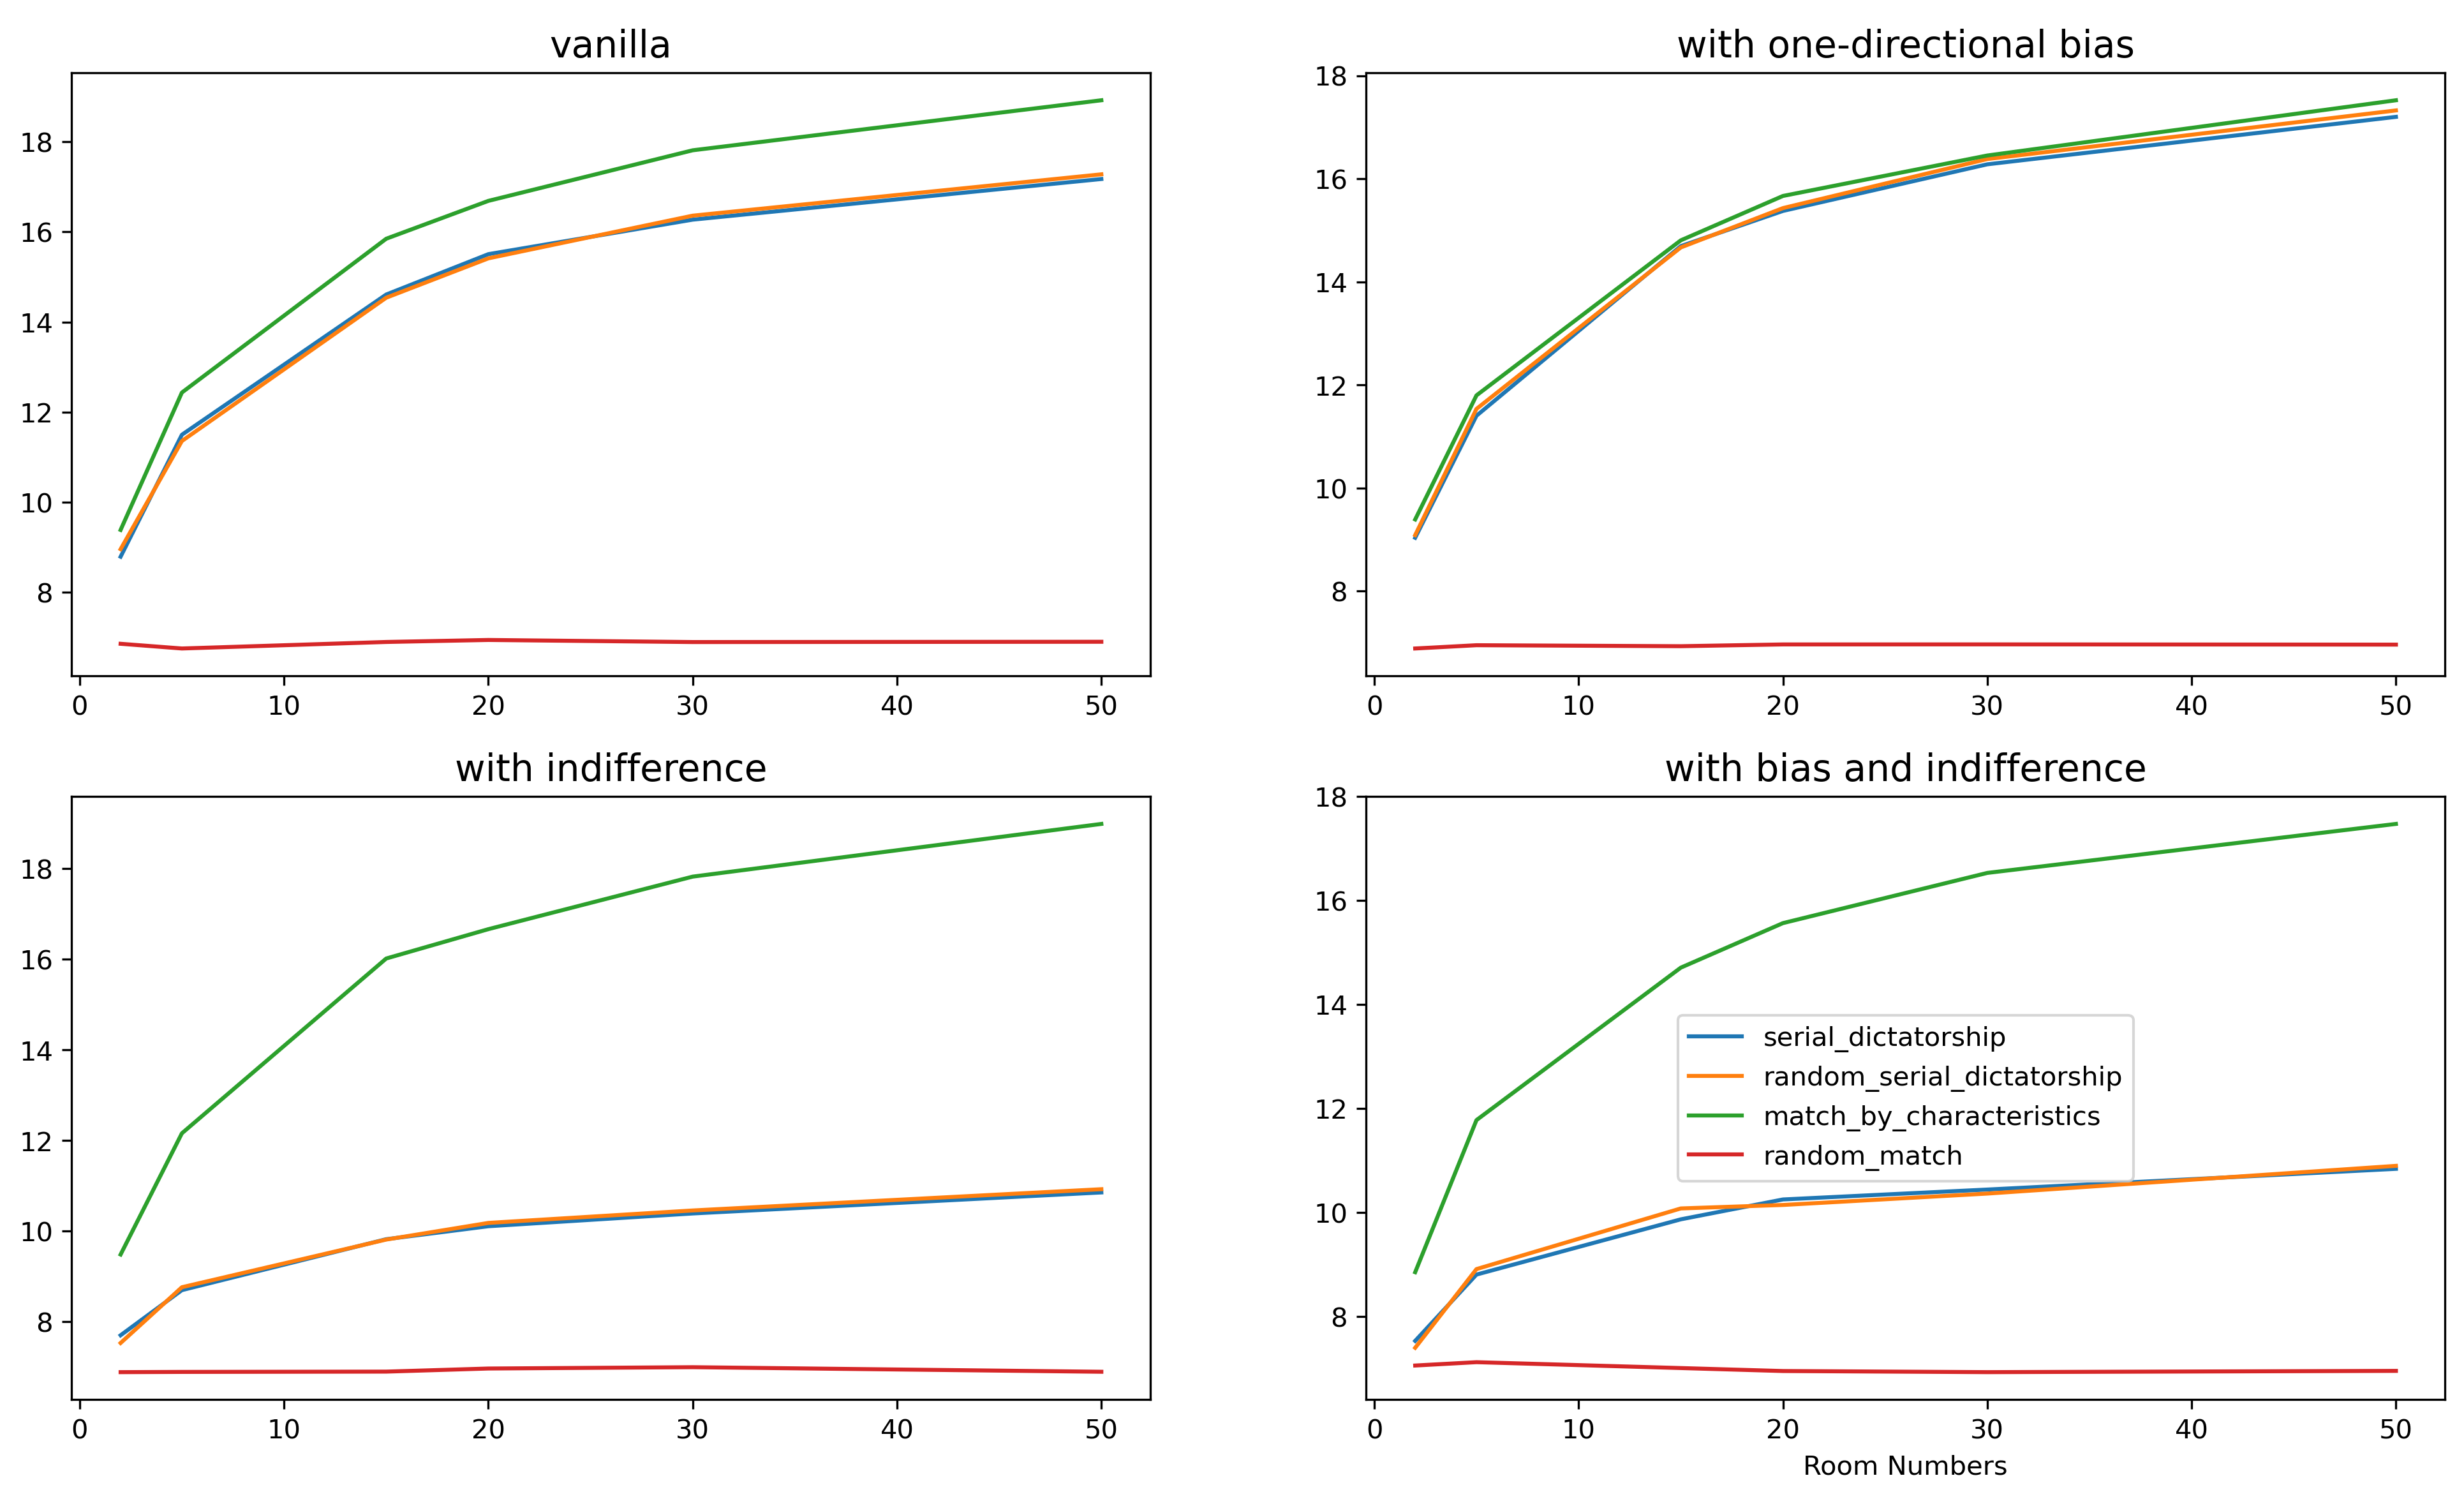 vanilla
18
16
14
12
10
8
0 10 20 30 40 50
with one-directional bias
18
16
14
12
10
8
0 10 20 30 40 50
with indifference
18
16
14
12
10
8
0 10 20 30 40 50
with bias and indifference
18
16
14
12
10
8
serial_dictatorship
random_serial_dictatorship
match_by_characteristics
random_match
0 10 20 30 40 50
Room Numbers